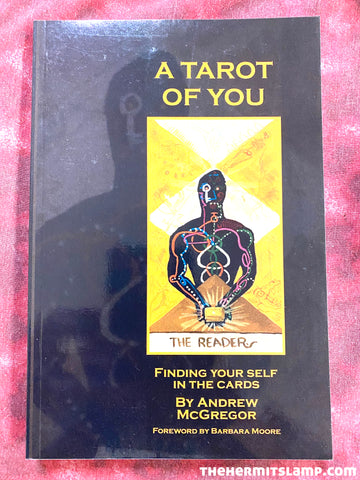 A TAROT
OF YOU
THE READERS
FINDING YOUR SELF
IN THE CARDS
BY ANDREW
MCGREGOR
FOREWORD BY BARBARA MOORE
THEHERMITSLAMP.COM